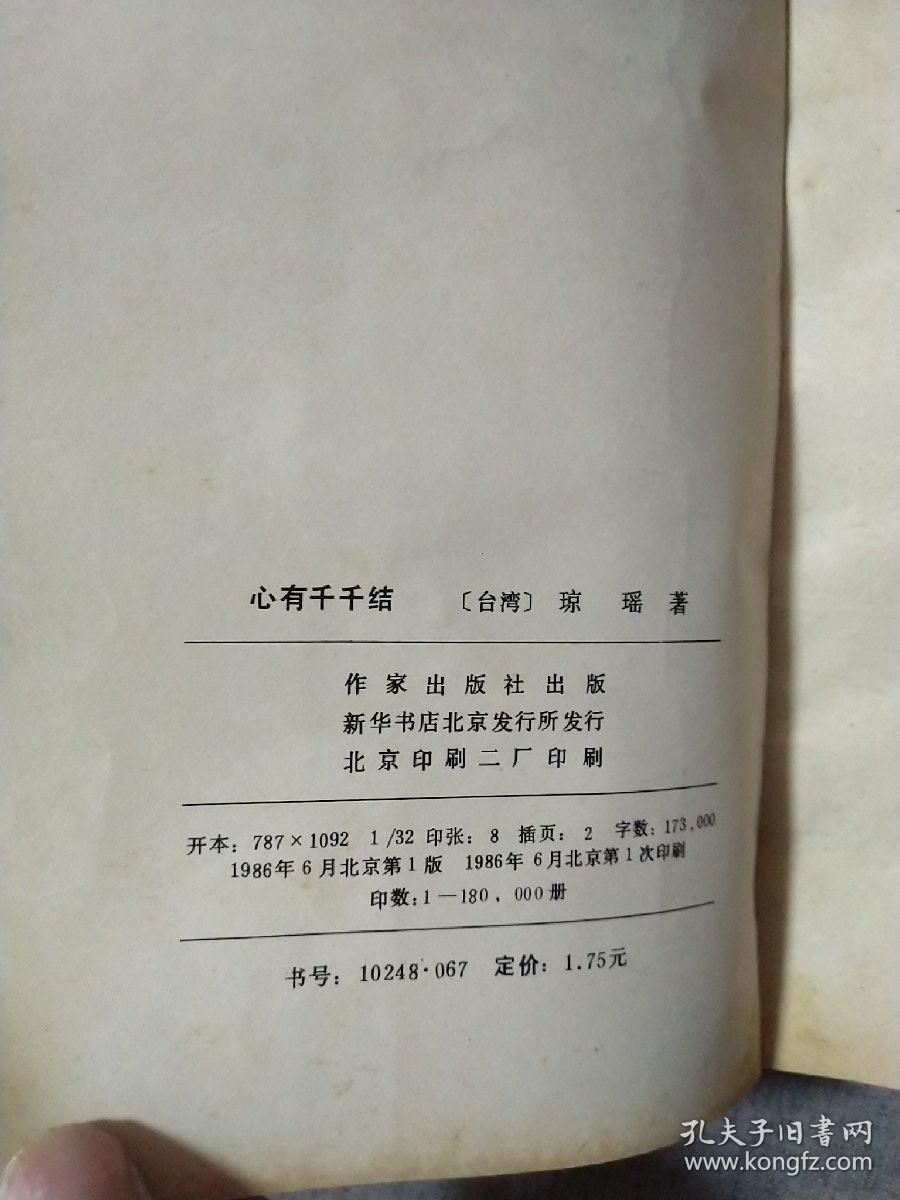 心有千千结 〔台湾〕 琼 瑶 著
作家出版社出版
新华书店北京发行所发行
北京印刷二厂印刷
开本：787×1092 1/32 印张：8 插页：2 字数：173,000
1986年6月北京第1版 1986年6月北京第1次印刷
印数：1—180，000册
书号：10248·067 定价：1.75元
孔夫子旧書网
www.kongfz.com